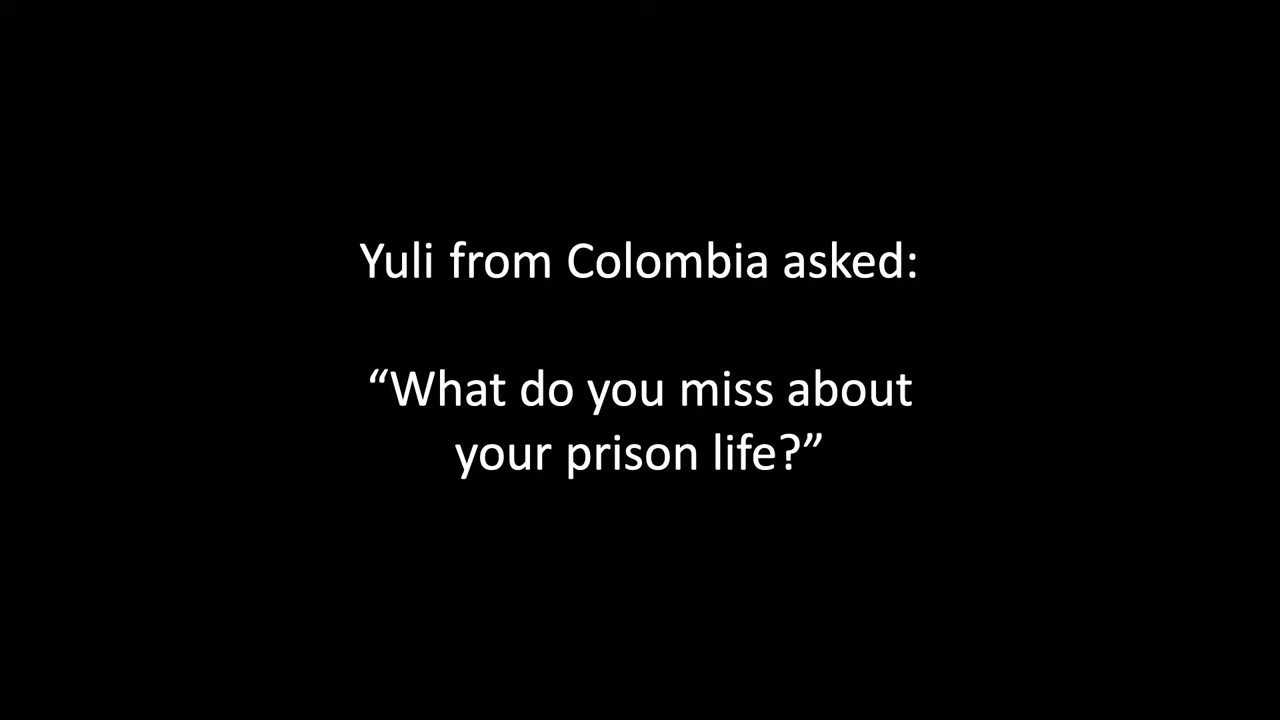 Yuli from Colombia asked:
“What do you miss about
your prison life?”